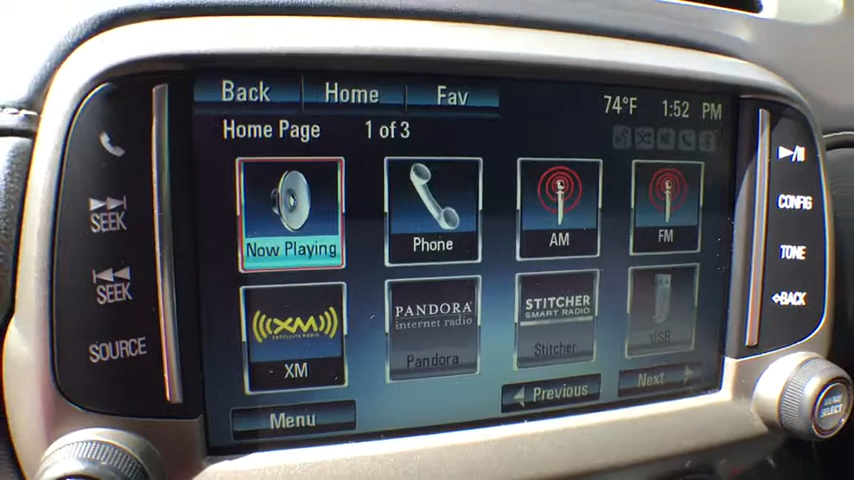 Back Home Fav
74°F 1:52 PM
Home Page 1 of 3
Now Playing
Phone
AM
FM
XM
SATELLITE RADIO
XM
PANDORA
internet radio
Pandora
STITCHER
SMART RADIO
Stitcher
USB
Previous
Next
Menu
SEEK
SEEK
SOURCE
CONFIG
TONE
BACK
MENU
SELECT